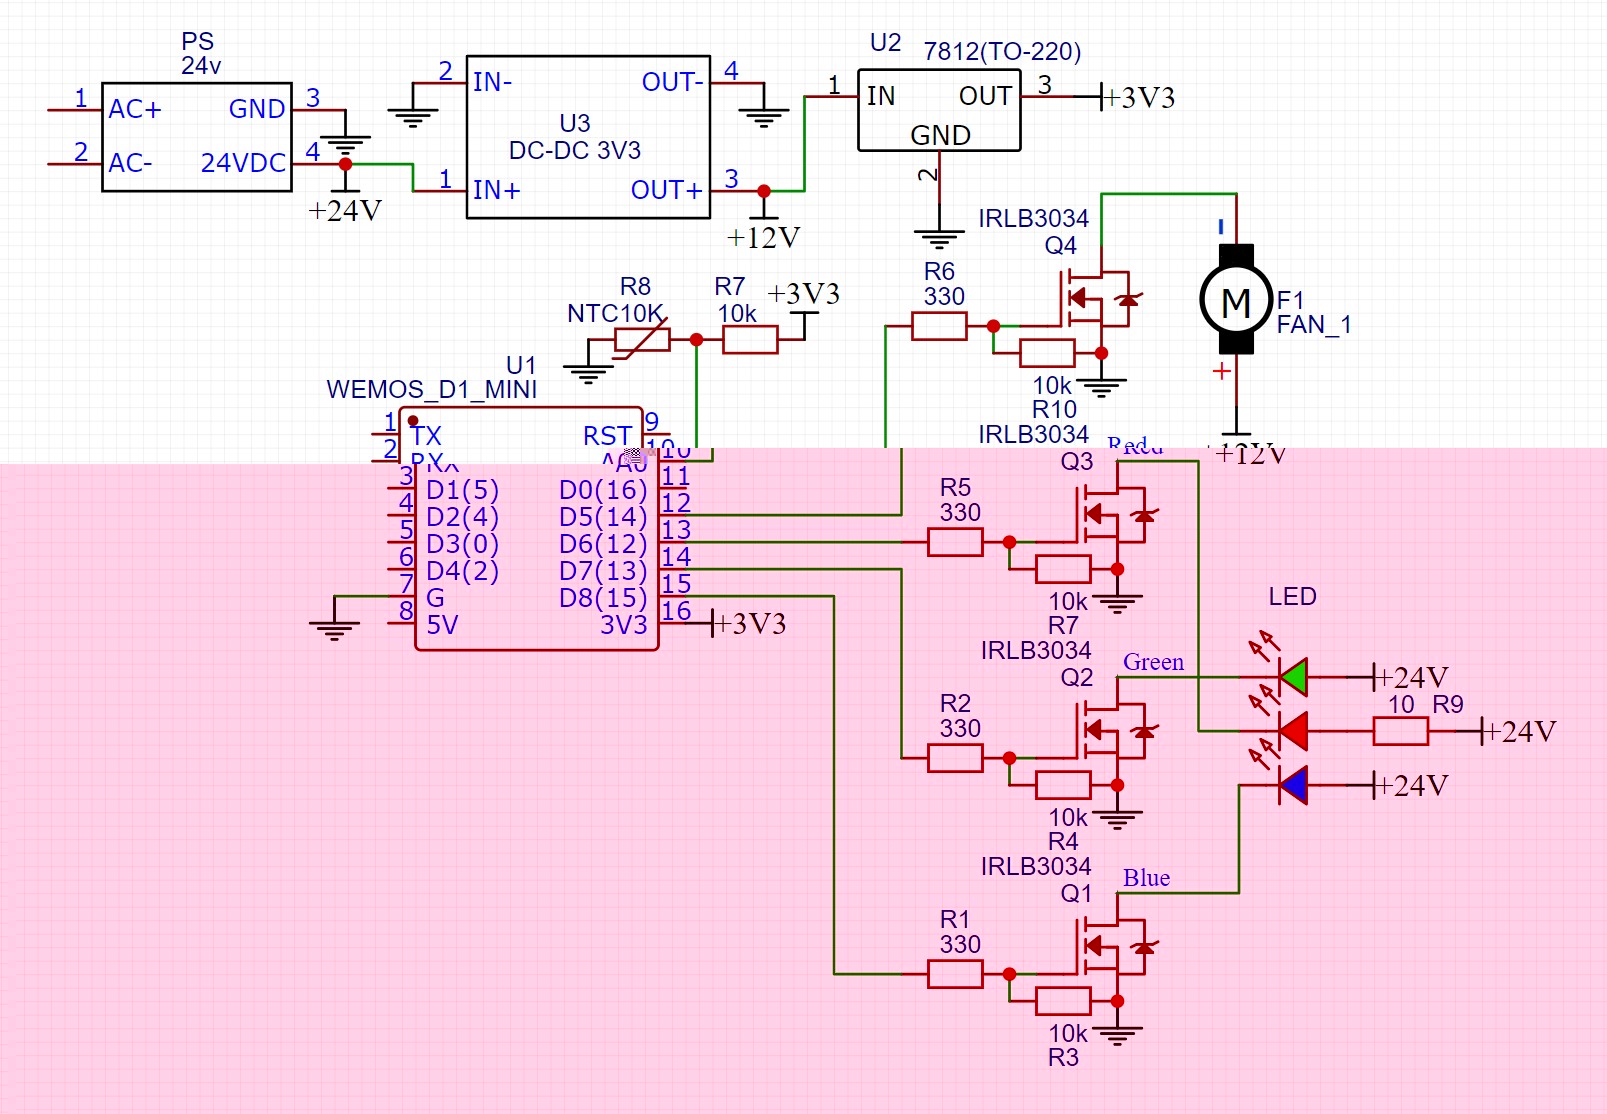 PS
24v
1
AC+
GND
3
2
AC-
24VDC
4
+24V
2
IN-
OUT-
4
U3
DC-DC 3V3
1
IN+
OUT+
3
+12V
U2
7812(TO-220)
1
IN
OUT
3
+3V3
GND
2
IRLB3034
Q4
R6
330
10k
R10
M
F1
FAN_1
+
+12V
R8
NTC10K
R7
10k
+3V3
U1
WEMOS_D1_MINI
1
TX
RST
9
2
RX
A0
10
3
D1(5)
D0(16)
11
4
D2(4)
D5(14)
12
5
D3(0)
D6(12)
13
6
D4(2)
D7(13)
14
7
G
D8(15)
15
8
5V
3V3
16
+3V3
IRLB3034
Q3
Red
R5
330
10k
R7
IRLB3034
Q2
Green
R2
330
10k
R4
IRLB3034
Q1
Blue
R1
330
10k
R3
LED
+24V
10
R9
+24V
+24V